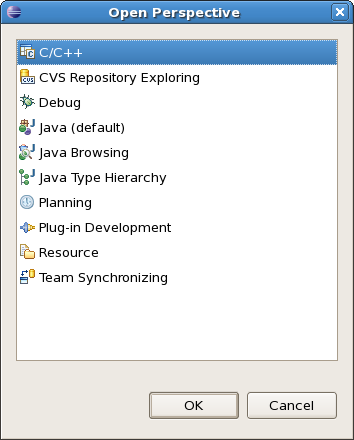 Open Perspective
C/C++
CVS Repository Exploring
Debug
Java (default)
Java Browsing
Java Type Hierarchy
Planning
Plug-in Development
Resource
Team Synchronizing
OK
Cancel